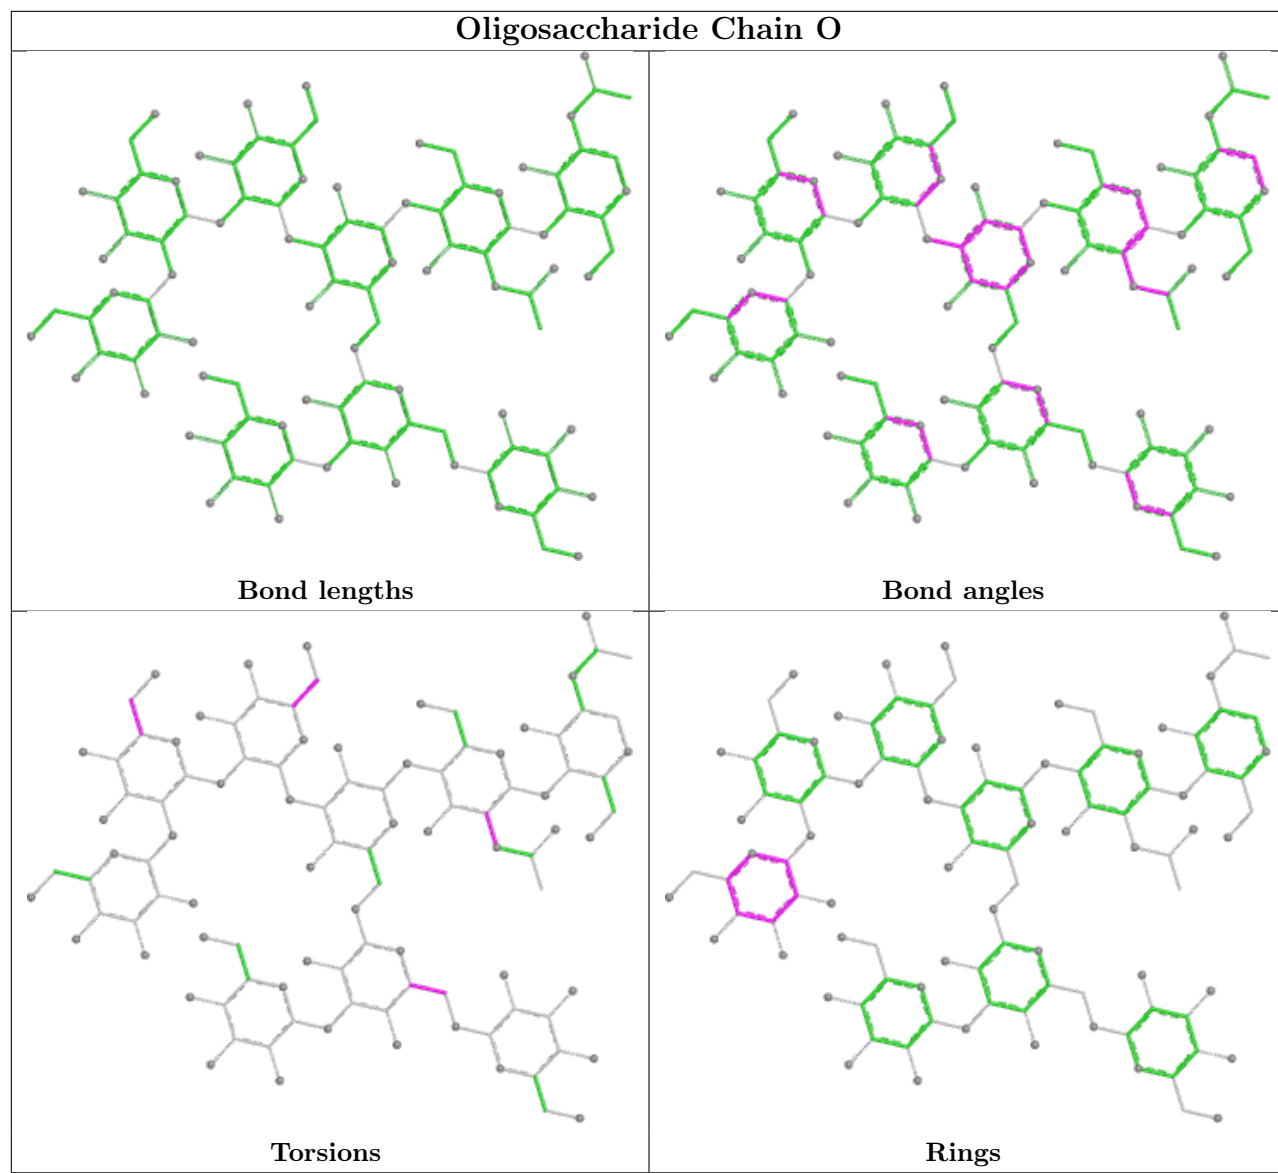 Oligosaccharide Chain O
Bond lengths
Bond angles
Torsions
Rings